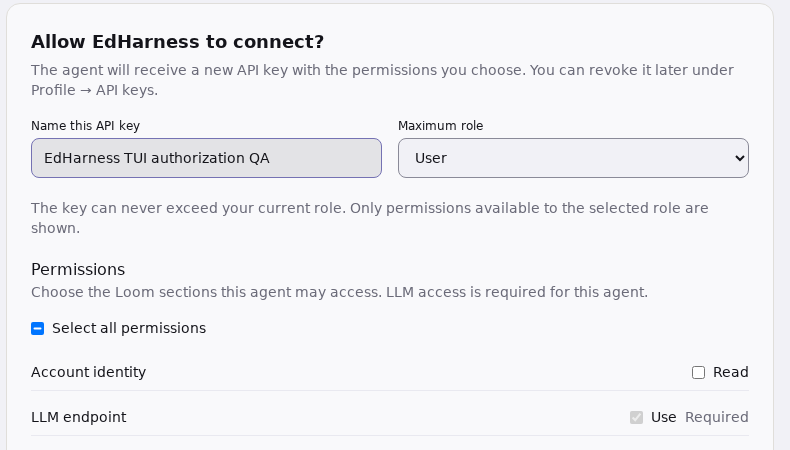 Allow EdHarness to connect?
The agent will receive a new API key with the permissions you choose. You can revoke it later under
Profile → API keys.
Name this API key
Maximum role
EdHarness TUI authorization QA
User
The key can never exceed your current role. Only permissions available to the selected role are
shown.
Permissions
Choose the Loom sections this agent may access. LLM access is required for this agent.
Select all permissions
Account identity
Read
LLM endpoint
Use Required